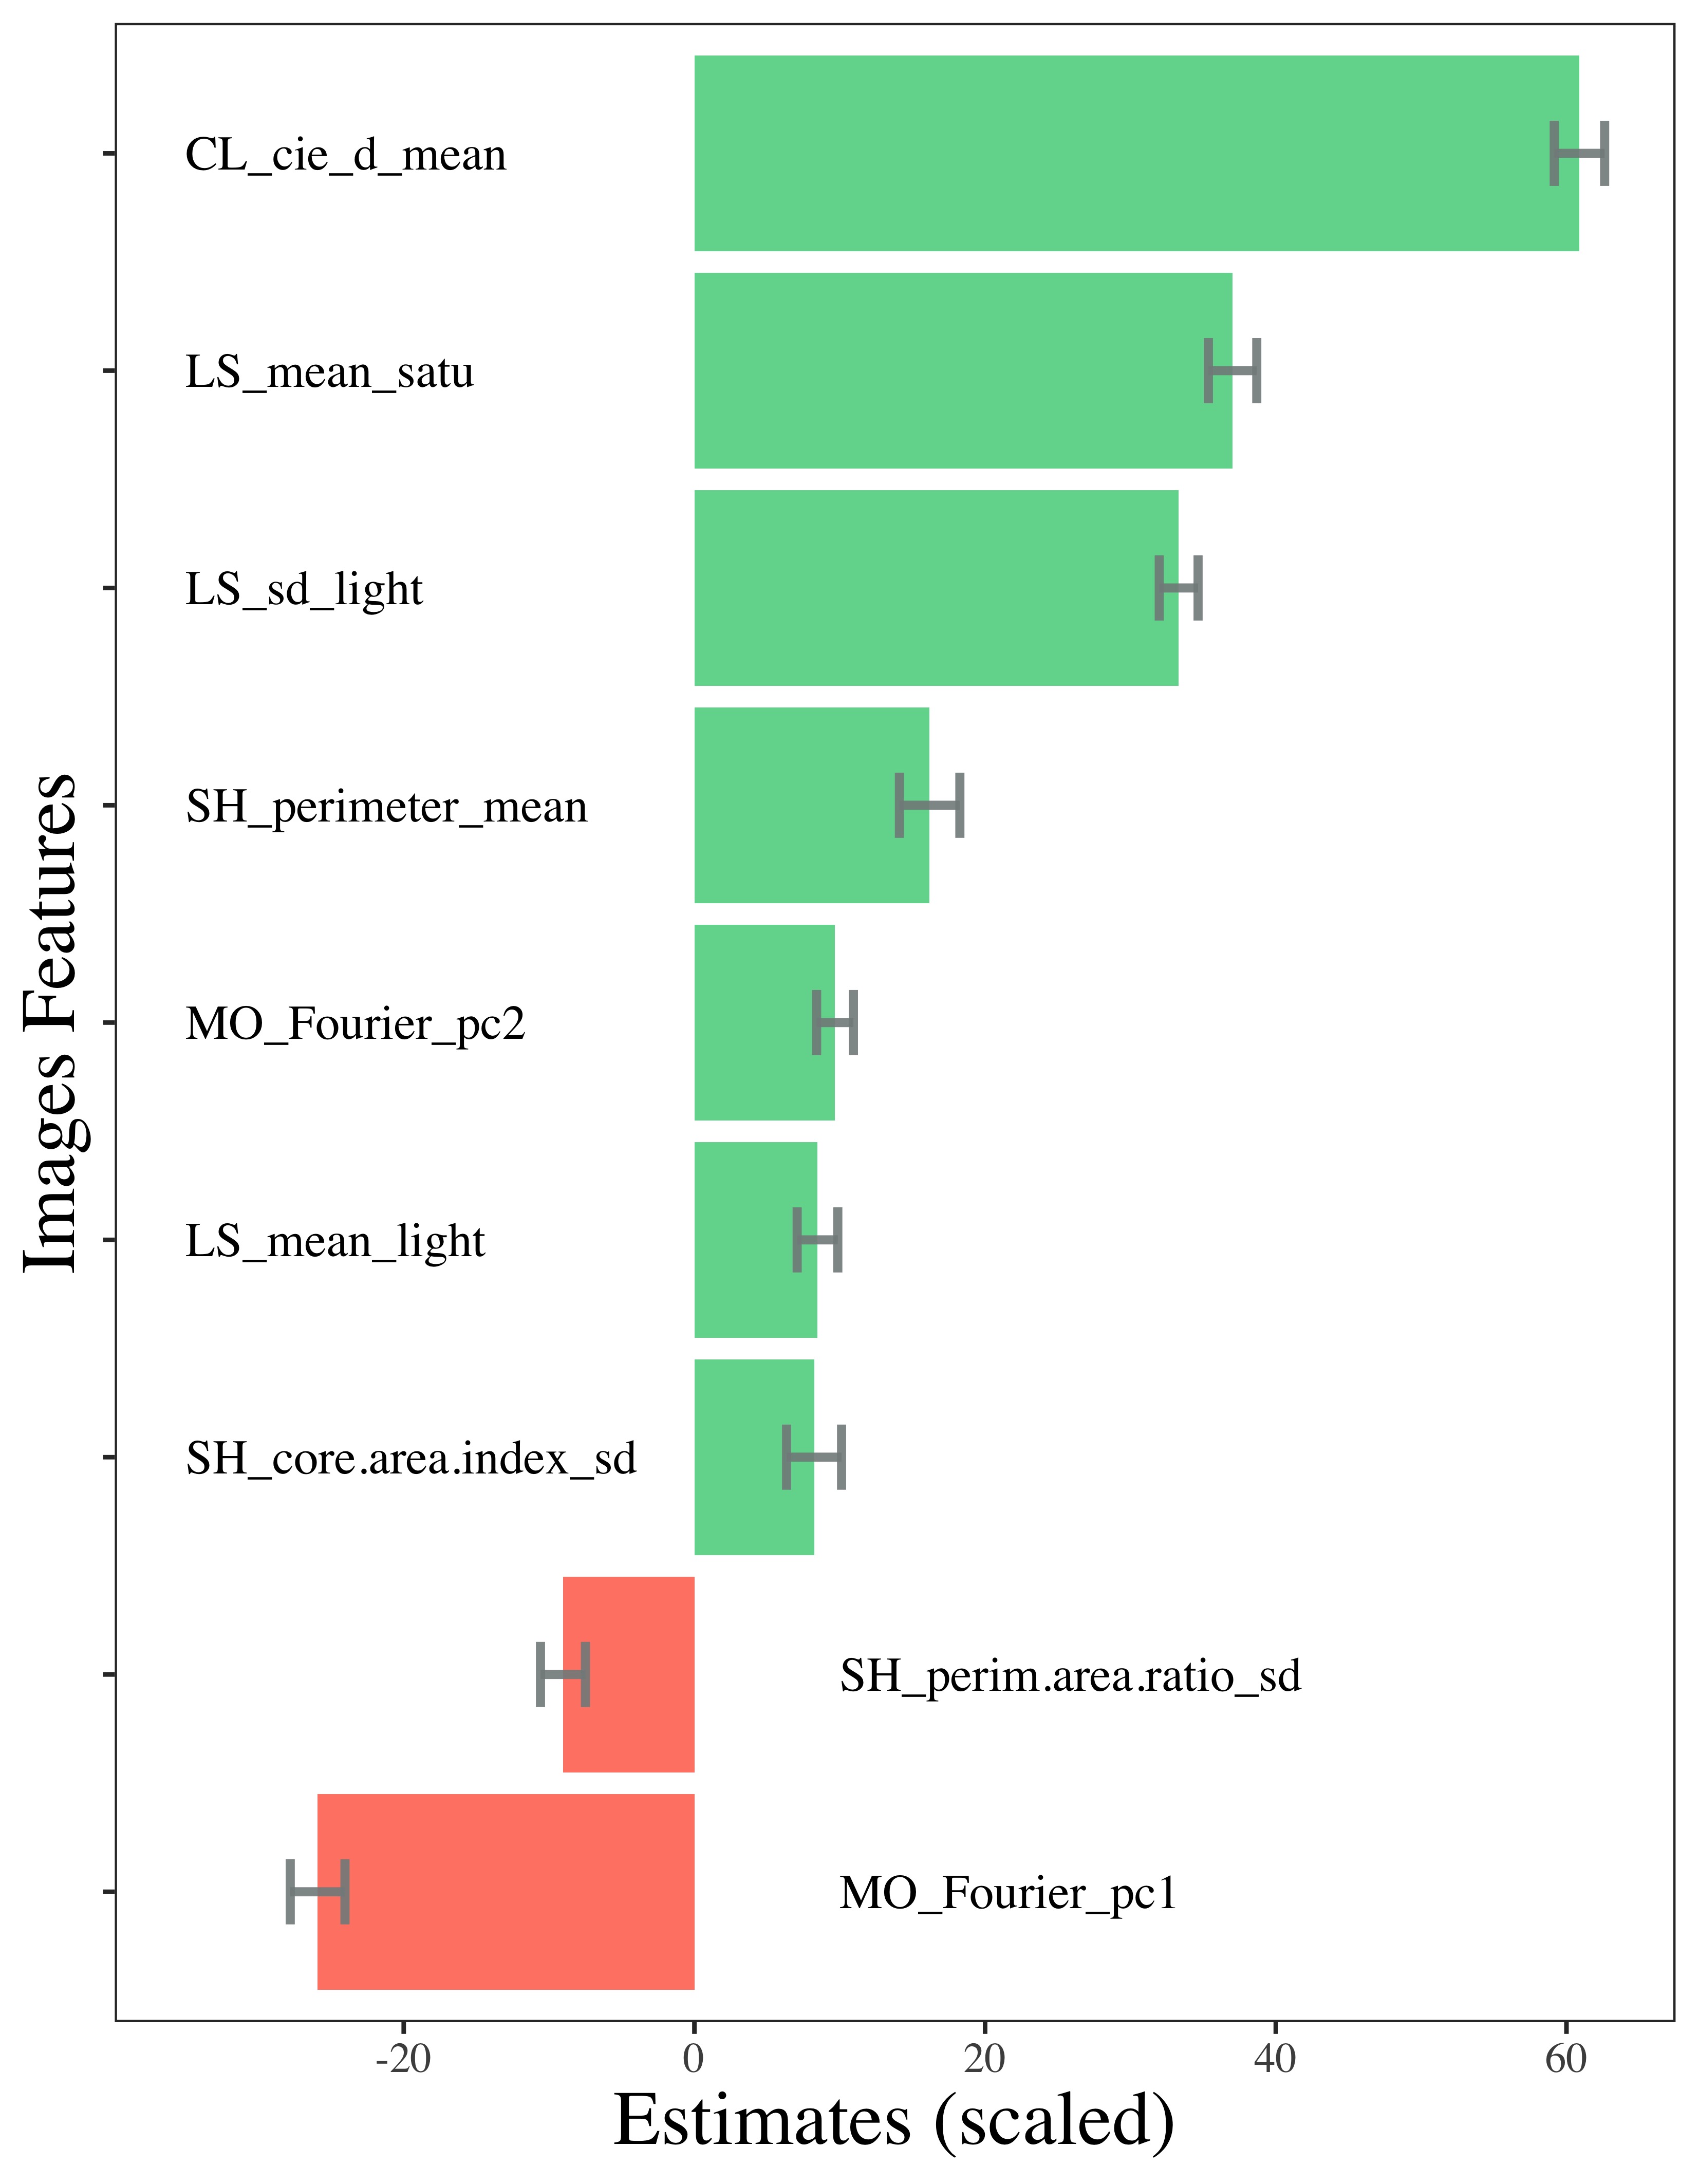 CL_cie_d_mean
LS_mean_satu
LS_sd_light
SH_perimeter_mean
MO_Fourier_pc2
LS_mean_light
SH_core.area.index_sd
SH_perim.area.ratio_sd
MO_Fourier_pc1
Images Features
-20 0 20 40 60
Estimates (scaled)